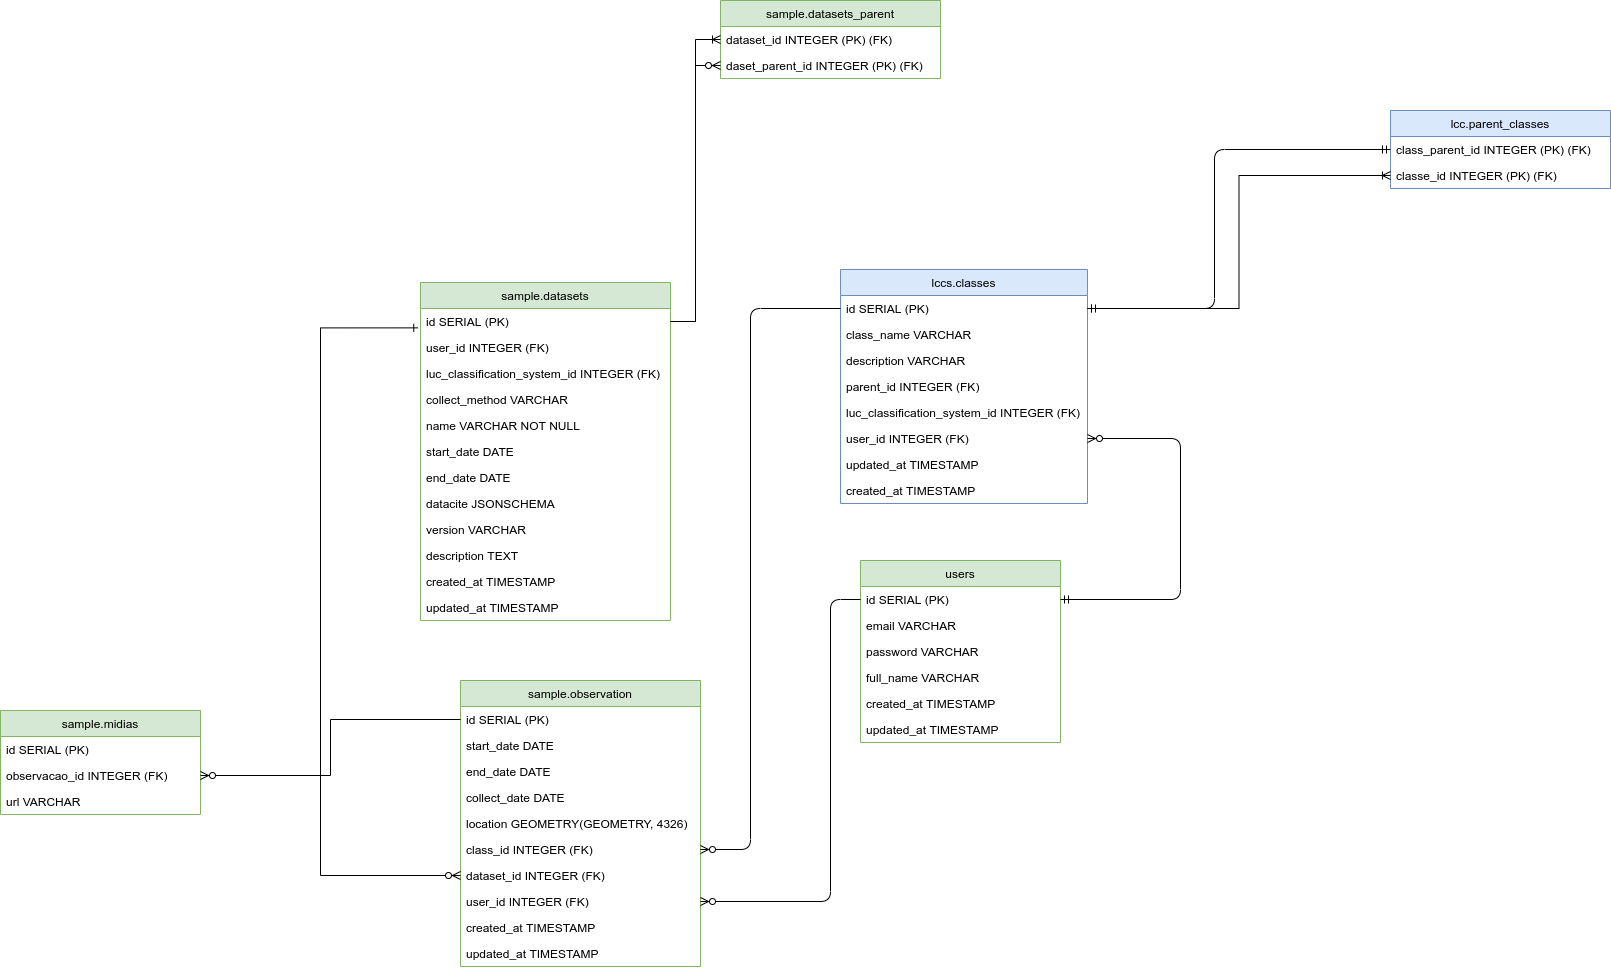 sample.datasets_parent
dataset_id INTEGER (PK) (FK)
daset_parent_id INTEGER (PK) (FK)
lcc.parent_classes
class_parent_id INTEGER (PK) (FK)
classe_id INTEGER (PK) (FK)
sample.datasets
id SERIAL (PK)
user_id INTEGER (FK)
luc_classification_system_id INTEGER (FK)
collect_method VARCHAR
name VARCHAR NOT NULL
start_date DATE
end_date DATE
datacite JSONSCHEMA
version VARCHAR
description TEXT
created_at TIMESTAMP
updated_at TIMESTAMP
lccs.classes
id SERIAL (PK)
class_name VARCHAR
description VARCHAR
parent_id INTEGER (FK)
luc_classification_system_id INTEGER (FK)
user_id INTEGER (FK)
updated_at TIMESTAMP
created_at TIMESTAMP
users
id SERIAL (PK)
email VARCHAR
password VARCHAR
full_name VARCHAR
created_at TIMESTAMP
updated_at TIMESTAMP
sample.midias
id SERIAL (PK)
observacao_id INTEGER (FK)
url VARCHAR
sample.observation
id SERIAL (PK)
start_date DATE
end_date DATE
collect_date DATE
location GEOMETRY(GEOMETRY, 4326)
class_id INTEGER (FK)
dataset_id INTEGER (FK)
user_id INTEGER (FK)
created_at TIMESTAMP
updated_at TIMESTAMP